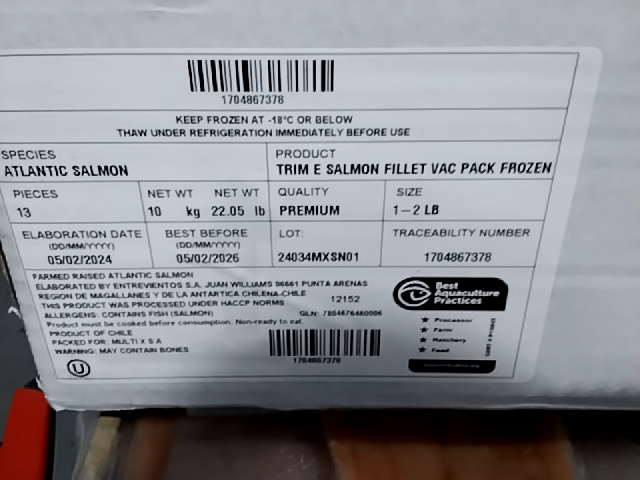 1704867378
KEEP FROZEN AT -18°C OR BELOW
THAW UNDER REFRIGERATION IMMEDIATELY BEFORE USE
SPECIES
ATLANTIC SALMON
PRODUCT
TRIM E SALMON FILLET VAC PACK FROZEN
PIECES
13
NET WT NET WT
10 kg 22.05 lb
QUALITY
PREMIUM
SIZE
1-2 LB
ELABORATION DATE
(DD/MM/YYYY)
05/02/2024
BEST BEFORE
(DD/MM/YYYY)
05/02/2026
LOT:
24034MXSN01
TRACEABILITY NUMBER
1704867378
FARMED RAISED ATLANTIC SALMON
ELABORATED BY ENTREVIENTOS S.A. JUAN WILLIAMS 06661 PUNTA ARENAS
REGION DE MAGALLANES Y DE LA ANTARTICA CHILENA-CHILE
THIS PRODUCT WAS PROCESSED UNDER HACCP NORMS 12152
ALLERGENS: CONTAINS FISH (SALMON) GLN: 7804676460096
Product must be cooked before consumption. Non-ready to eat.
PRODUCT OF CHILE
PACKED FOR: MULTI X S A
WARNING: MAY CONTAIN BONES
U
1704867378
Best
Aquaculture
Practices
Processor
Farm
Hatchery
Feed